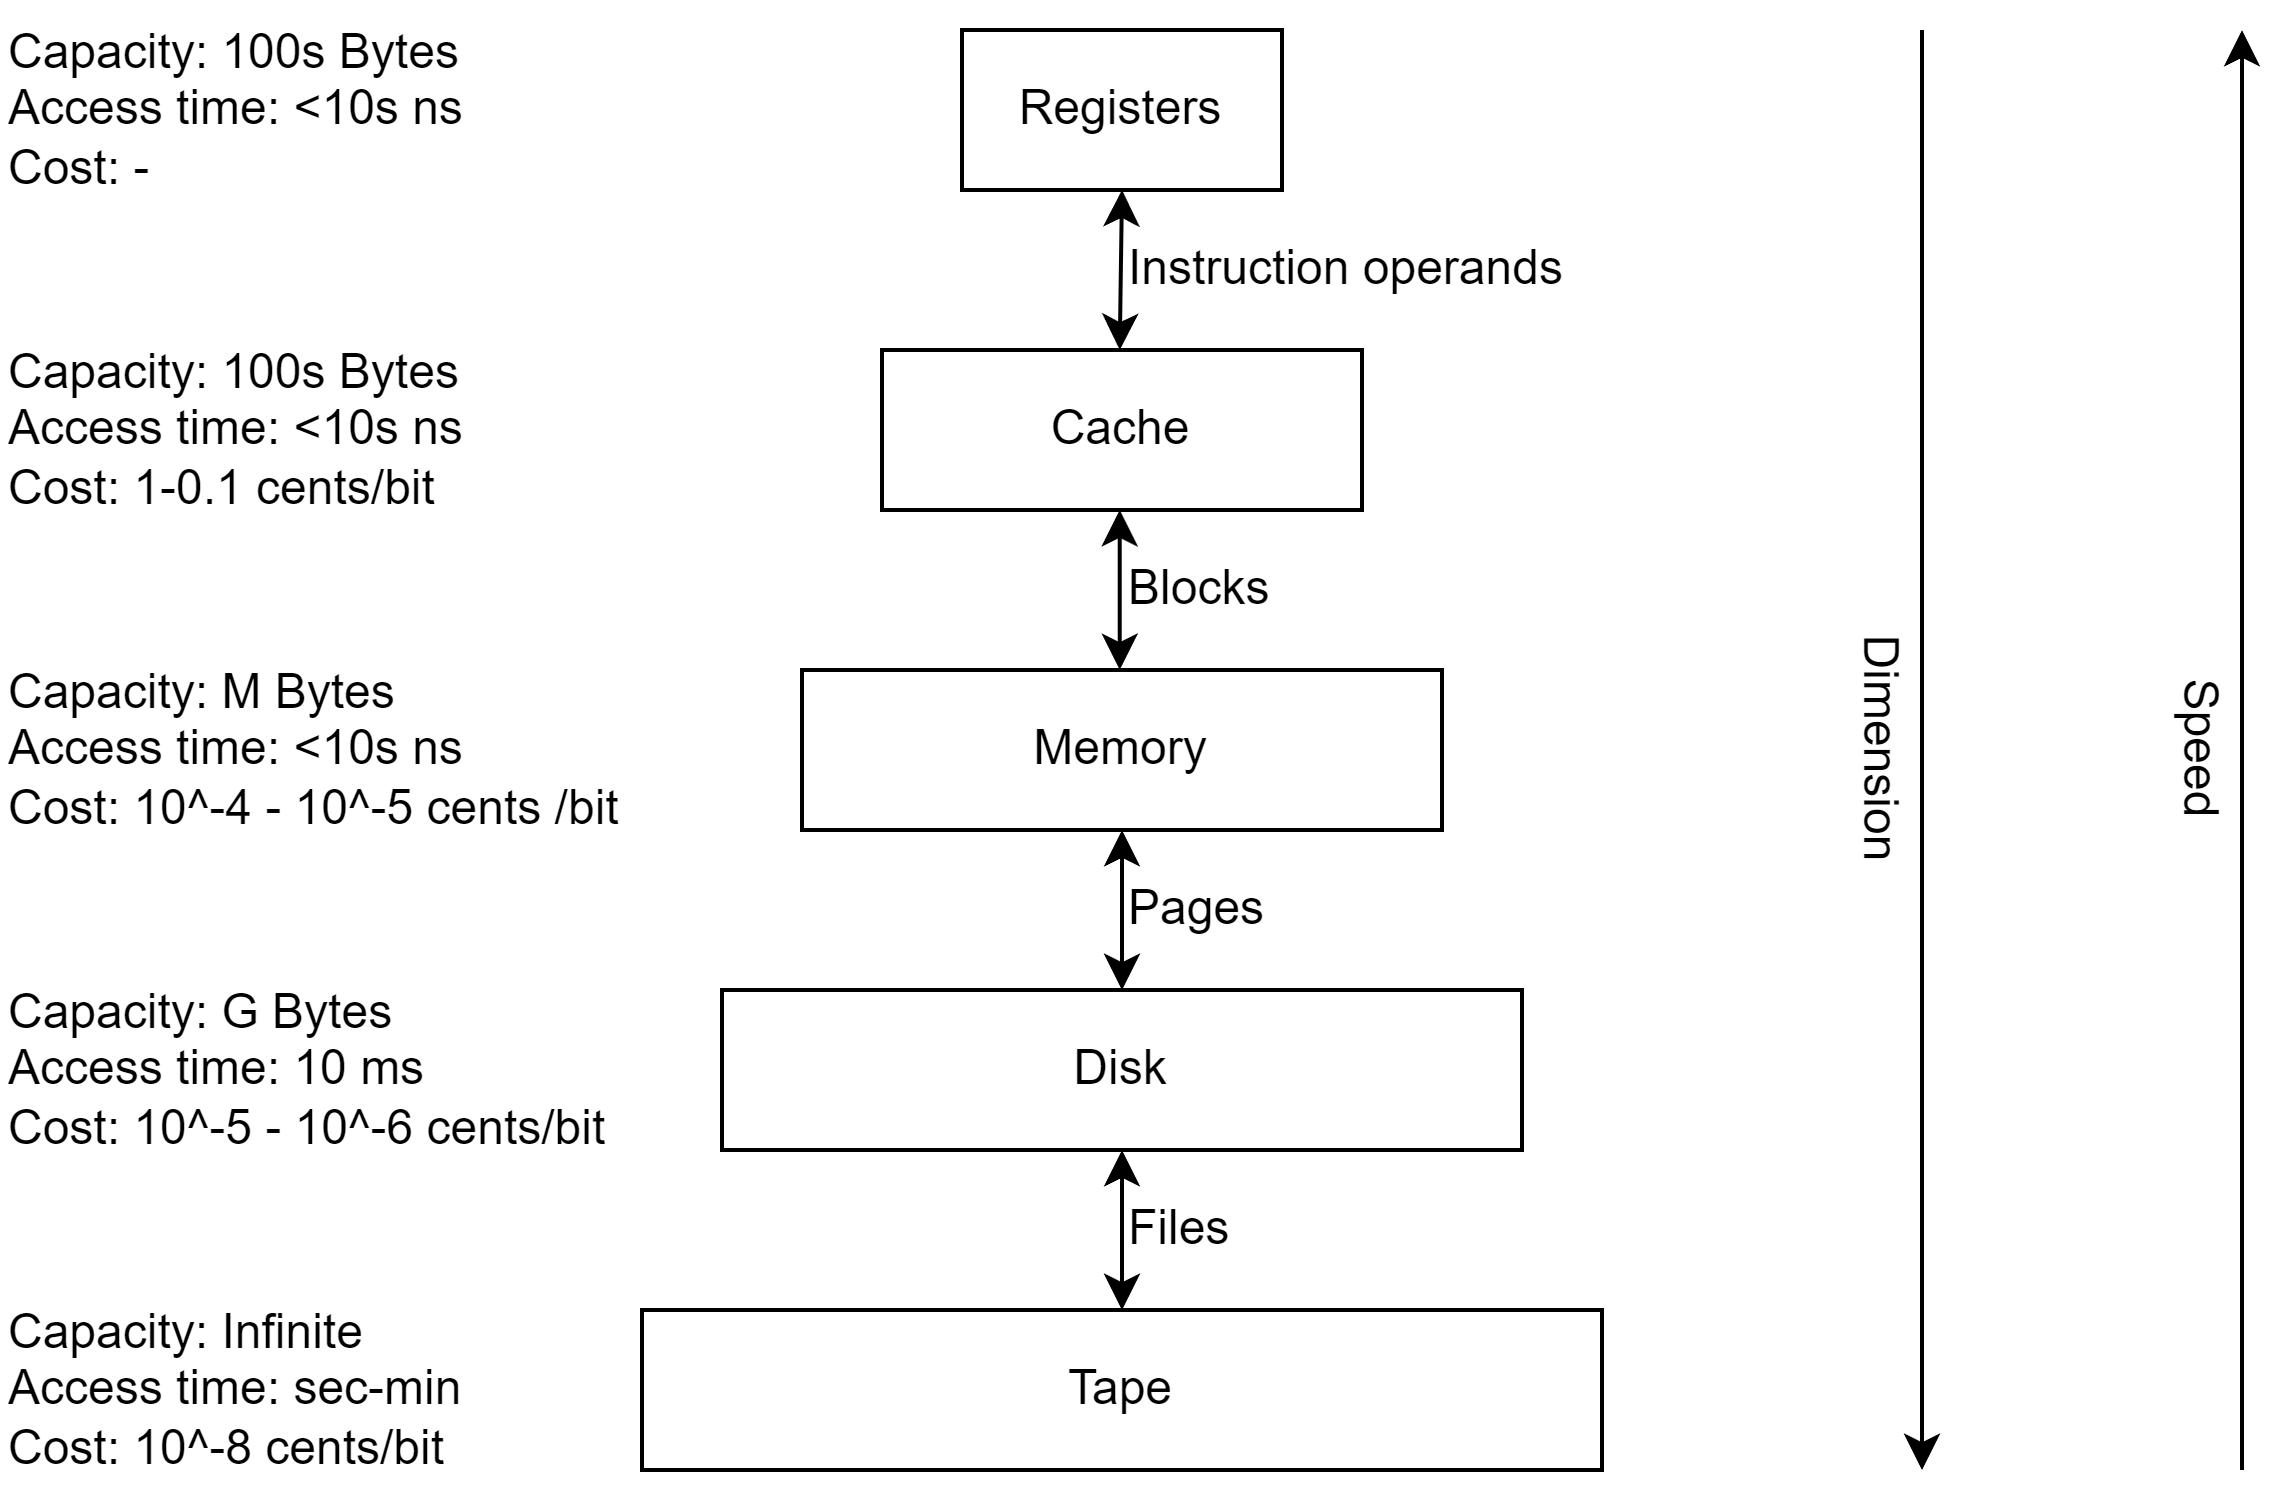 Capacity: 100s Bytes
Access time: <10s ns
Cost: -
Registers
Instruction operands
Capacity: 100s Bytes
Access time: <10s ns
Cost: 1-0.1 cents/bit
Cache
Blocks
Capacity: M Bytes
Access time: <10s ns
Cost: 10^-4 - 10^-5 cents /bit
Memory
Pages
Capacity: G Bytes
Access time: 10 ms
Cost: 10^-5 - 10^-6 cents/bit
Disk
Files
Capacity: Infinite
Access time: sec-min
Cost: 10^-8 cents/bit
Tape
Dimension
Speed